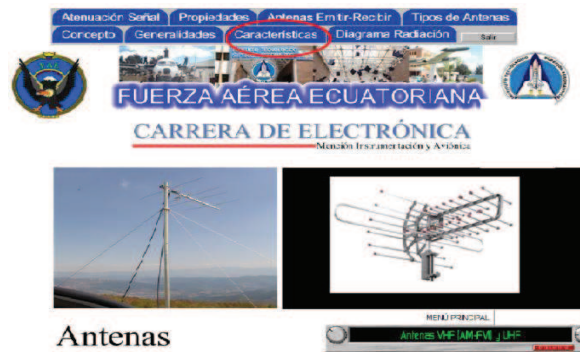 Atenuación Señal Propiedades Antenas Emitir-Recibir Tipos de Antenas
Concepto Generalidades Características Diagrama Radiación Salir
FUERZA AÉREA ECUATORIANA
CARRERA DE ELECTRÓNICA
Mención Instrumentación y Aviónica
MENÚ PRINCIPAL
Antenas Antenas VHF (AM-FM) y UHF